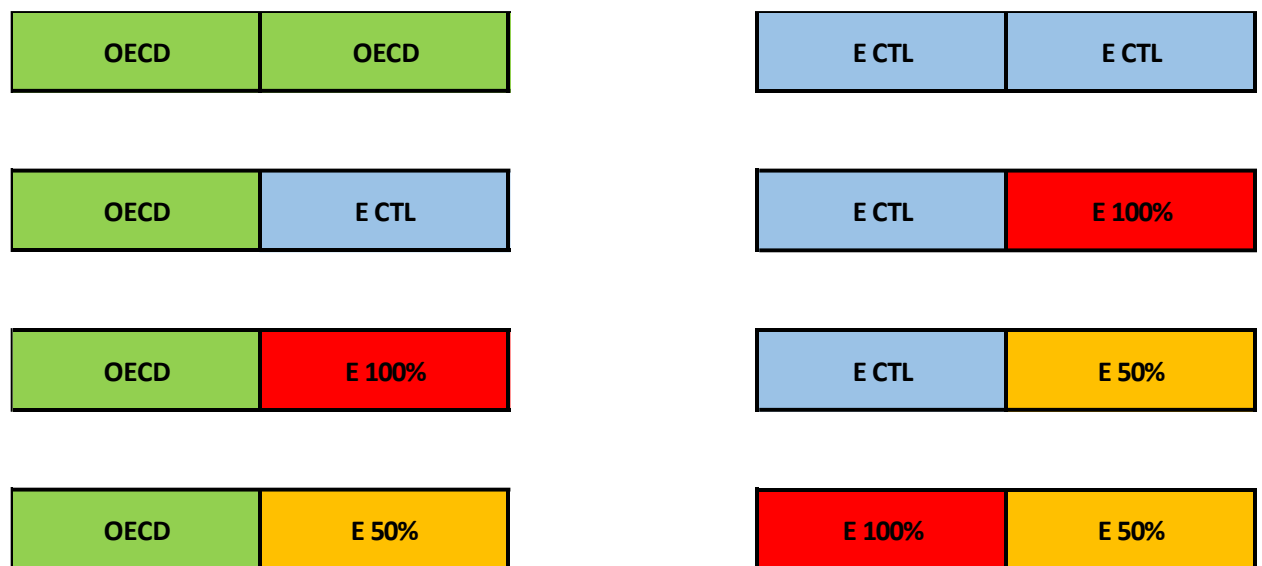 OECD OECD E CTL E CTL
OECD E CTL E CTL E 100%
OECD E 100% E CTL E 50%
OECD E 50% E 100% E 50%